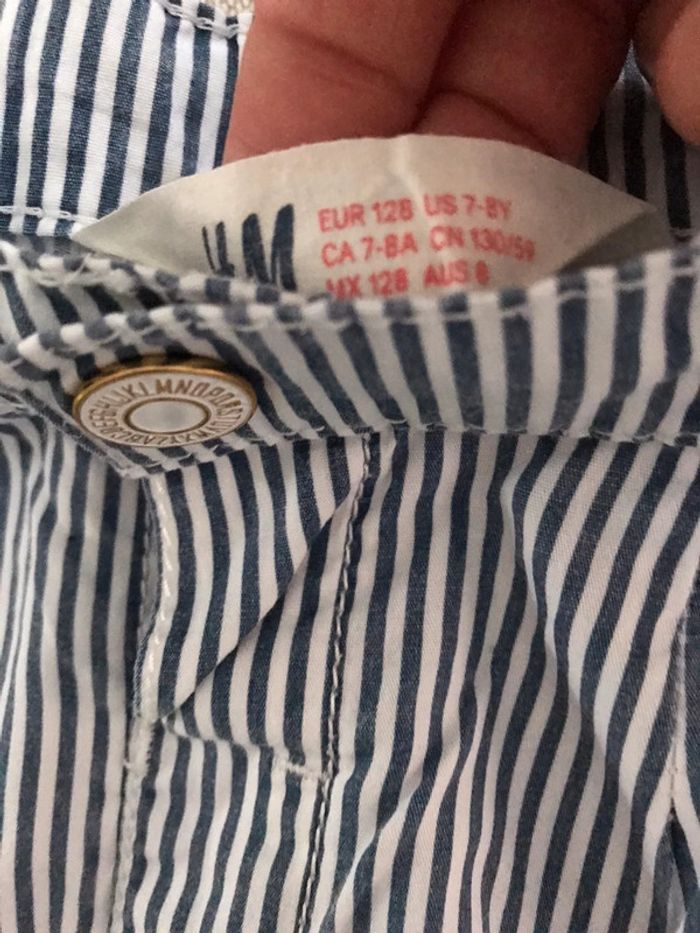 H&M
EUR 128 US 7-8Y
CA 7-8A CN 130/59
MX 128 AUS 8